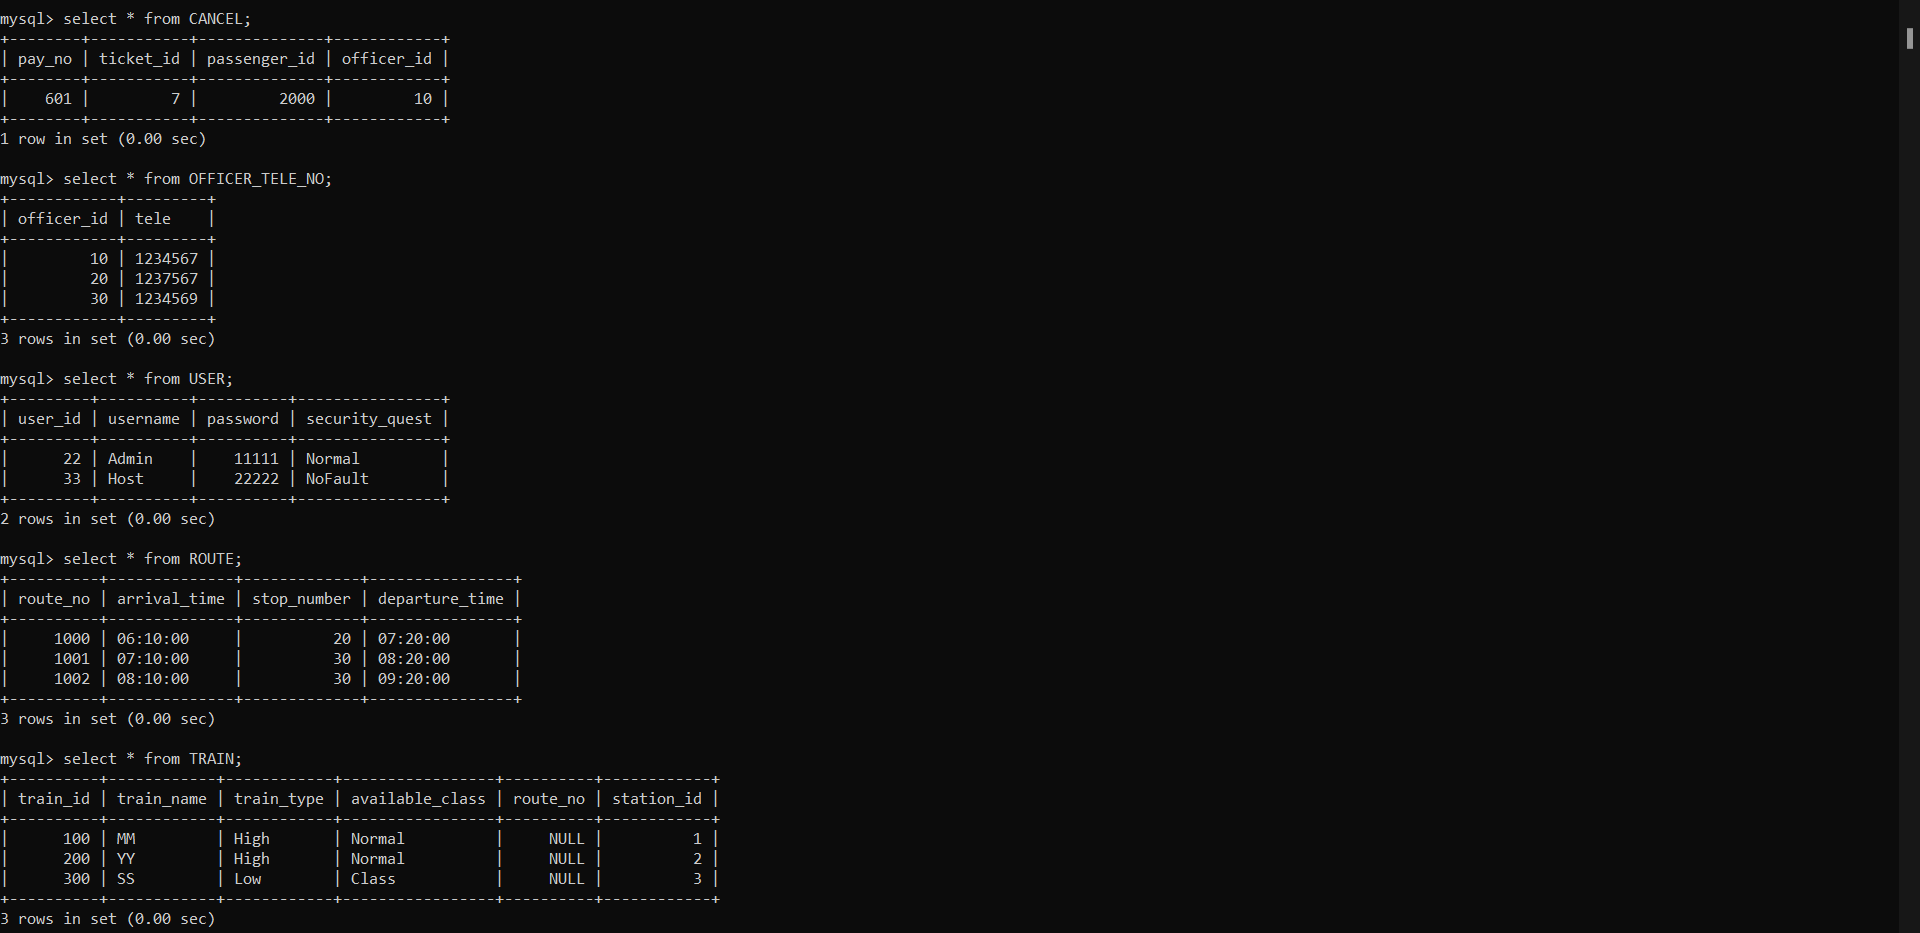 mysql> select * from CANCEL;
+--------+-----------+--------------+------------+
| pay_no | ticket_id | passenger_id | officer_id |
+--------+-----------+--------------+------------+
|    601 |         7 |         2000 |         10 |
+--------+-----------+--------------+------------+
1 row in set (0.00 sec)

mysql> select * from OFFICER_TELE_NO;
+------------+---------+
| officer_id | tele    |
+------------+---------+
|         10 | 1234567 |
|         20 | 1237567 |
|         30 | 1234569 |
+------------+---------+
3 rows in set (0.00 sec)

mysql> select * from USER;
+---------+----------+----------+----------------+
| user_id | username | password | security_quest |
+---------+----------+----------+----------------+
|      22 | Admin    |    11111 | Normal         |
|      33 | Host     |    22222 | NoFault        |
+---------+----------+----------+----------------+
2 rows in set (0.00 sec)

mysql> select * from ROUTE;
+----------+--------------+-------------+----------------+
| route_no | arrival_time | stop_number | departure_time |
+----------+--------------+-------------+----------------+
|     1000 | 06:10:00     |          20 | 07:20:00       |
|     1001 | 07:10:00     |          30 | 08:20:00       |
|     1002 | 08:10:00     |          30 | 09:20:00       |
+----------+--------------+-------------+----------------+
3 rows in set (0.00 sec)

mysql> select * from TRAIN;
+----------+------------+------------+-----------------+----------+------------+
| train_id | train_name | train_type | available_class | route_no | station_id |
+----------+------------+------------+-----------------+----------+------------+
|      100 | MM         | High       | Normal          |     NULL |          1 |
|      200 | YY         | High       | Normal          |     NULL |          2 |
|      300 | SS         | Low        | Class           |     NULL |          3 |
+----------+------------+------------+-----------------+----------+------------+
3 rows in set (0.00 sec)